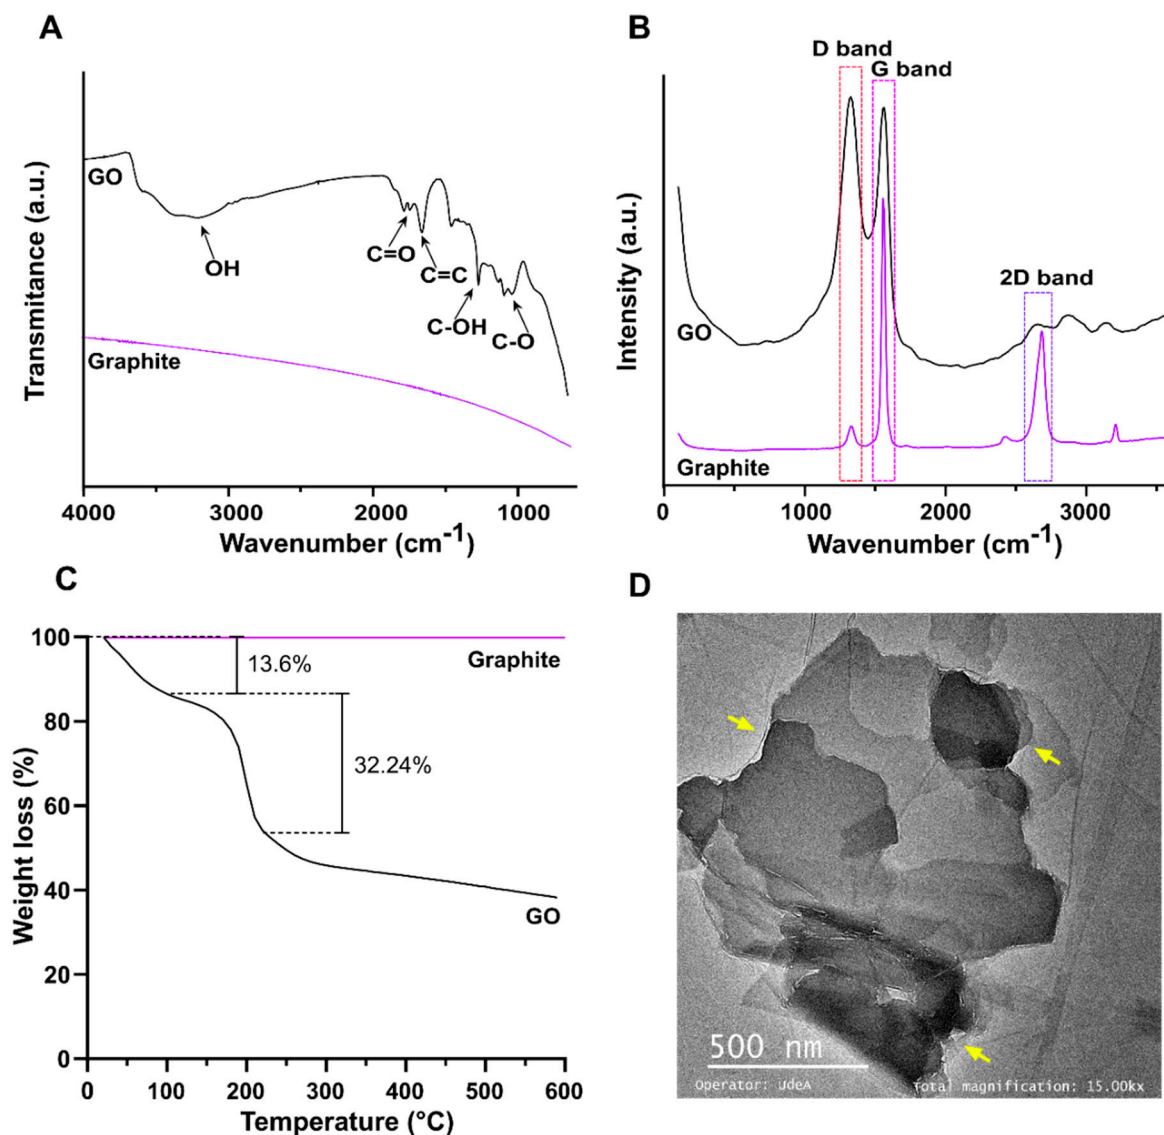 A
Transmitance (a.u.)
GO
OH
C=O
C=C
C-OH
C-O
Graphite
4000 3000 2000 1000
Wavenumber (cm-1)
B
D band
G band
2D band
Intensity (a.u.)
GO
Graphite
0 1000 2000 3000
Wavenumber (cm-1)
C
Weight loss (%)
100
80
60
40
20
0
13.6%
32.24%
Graphite
GO
0 100 200 300 400 500 600
Temperature (°C)
D
500 nm
Operator: UdeA
Total magnification: 15.00kx